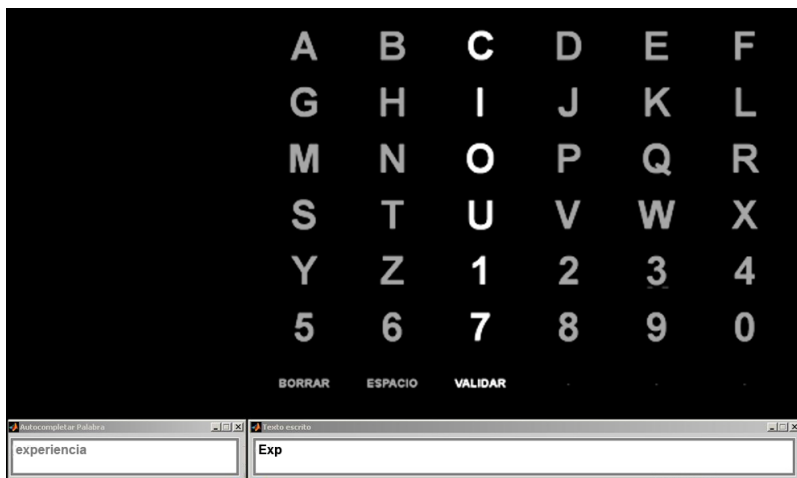 A B C D E F
G H I J K L
M N O P Q R
S T U V W X
Y Z 1 2 3 4
5 6 7 8 9 0
BORRAR ESPACIO VALIDAR . . .
Autocompletar Palabra
experiencia
Texto escrito
Exp